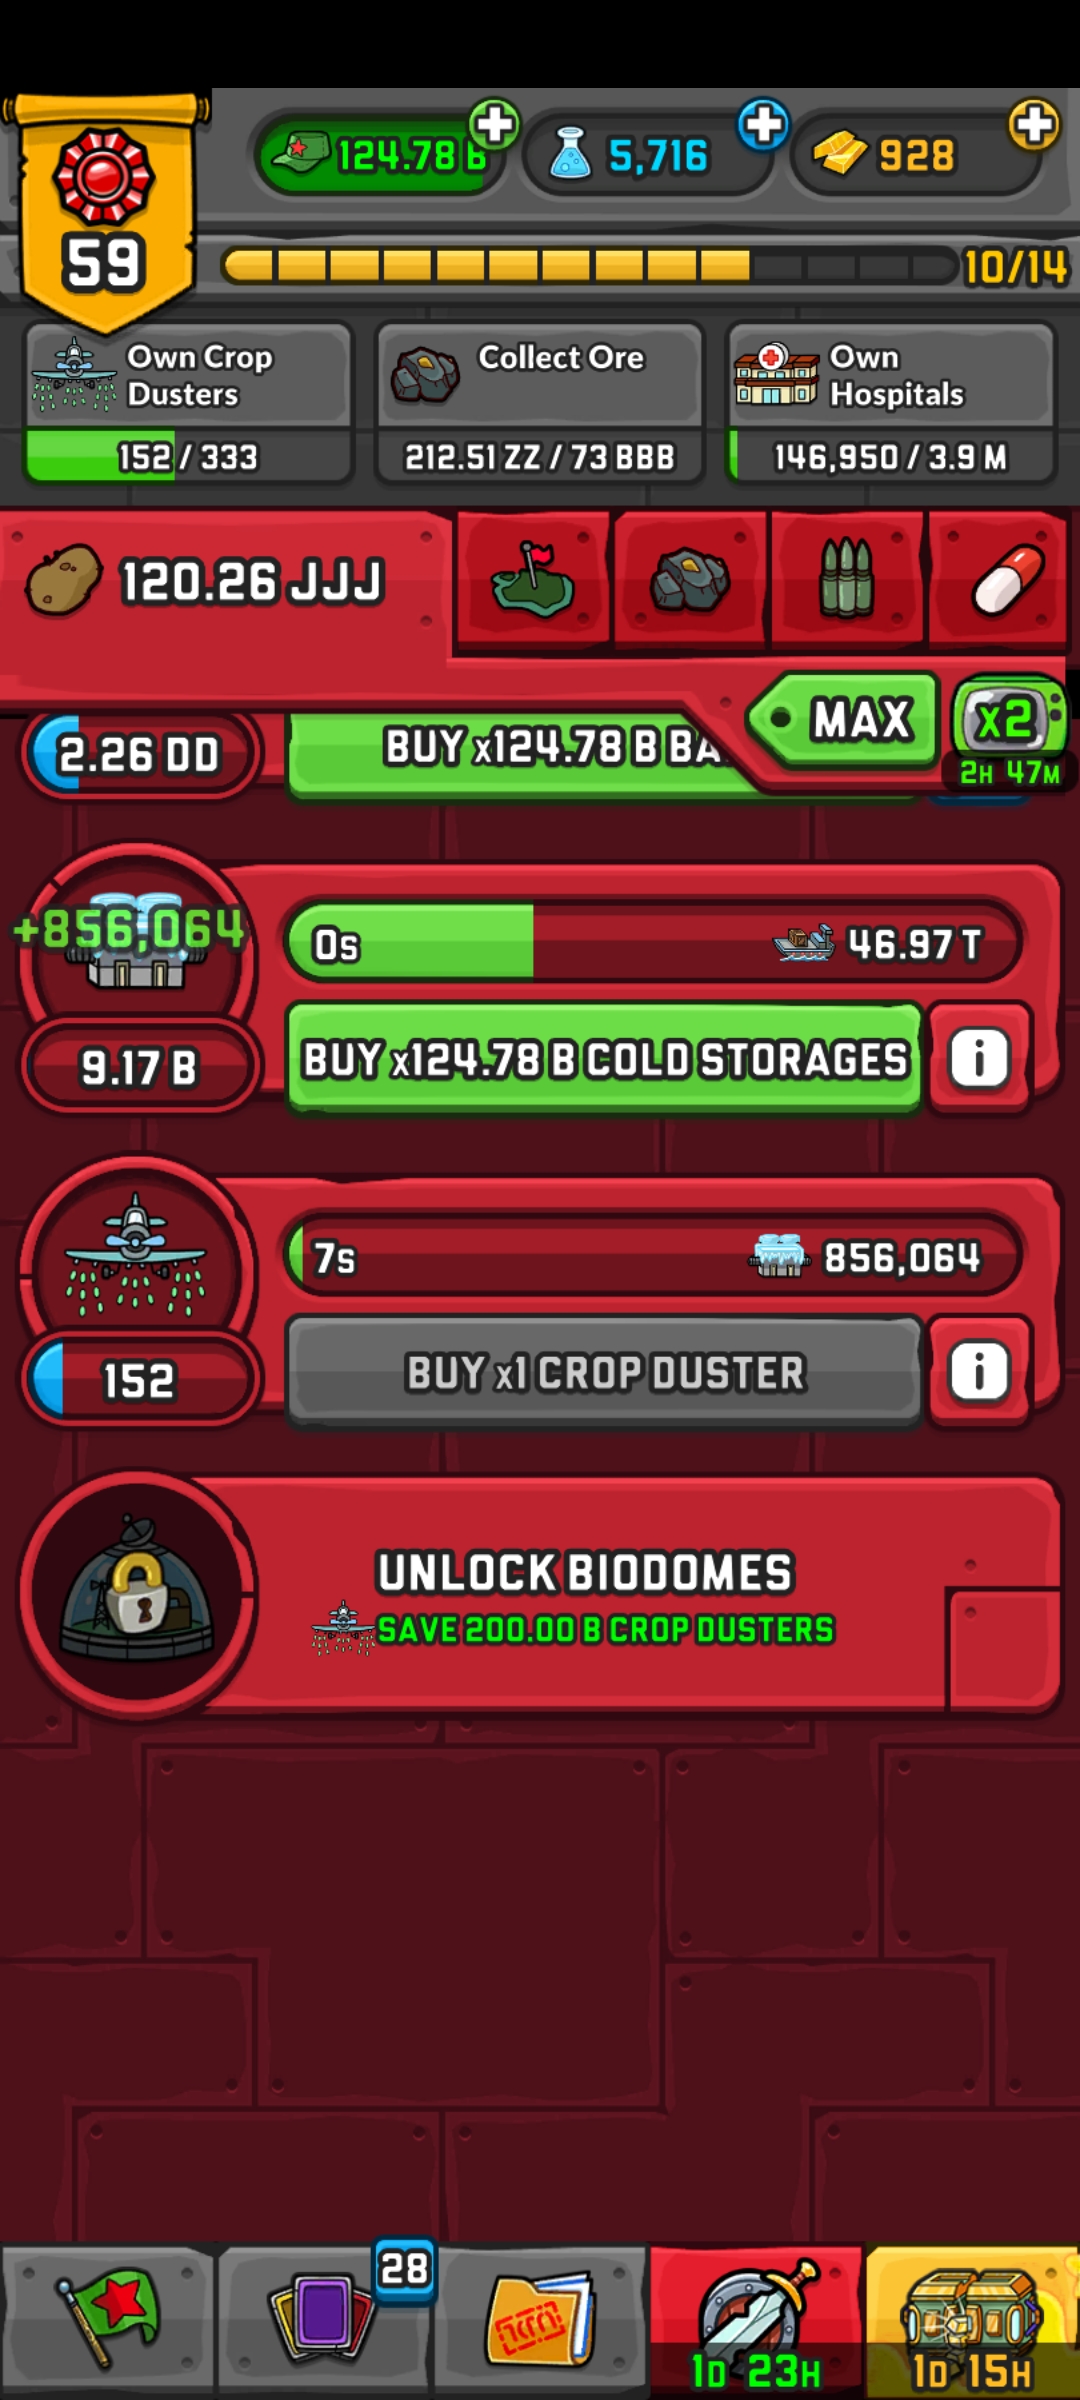 124.78 B
5,716
928
59
10/14
Own Crop
Dusters
152 / 333
Collect Ore
212.51 ZZ / 73 BBB
Own
Hospitals
146,950 / 3.9 M
120.26 JJJ
MAX
x2
2H 47M
2.26 DD
BUY x124.78 B BA
+856,064
0s
46.97 T
9.17 B
BUY x124.78 B COLD STORAGES
i
7s
856,064
152
BUY x1 CROP DUSTER
i
UNLOCK BIODOMES
SAVE 200.00 B CROP DUSTERS
28
1D 23H
1D 15H